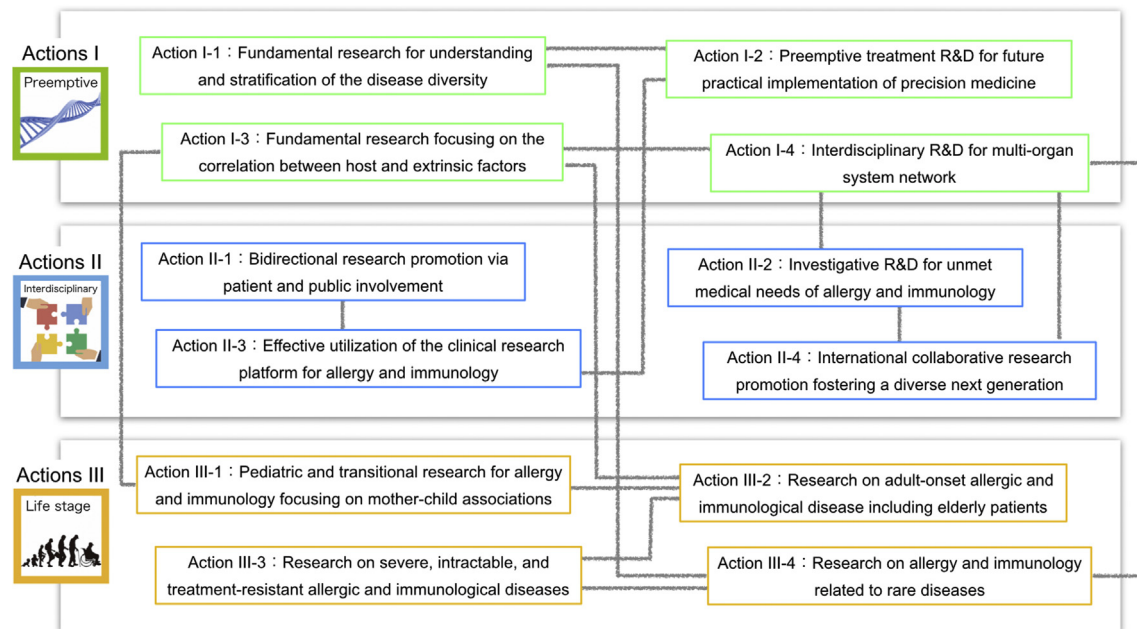 Actions I
Preemptive
Action I-1：Fundamental research for understanding
and stratification of the disease diversity
Action I-2：Preemptive treatment R&D for future
practical implementation of precision medicine
Action I-3：Fundamental research focusing on the
correlation between host and extrinsic factors
Action I-4：Interdisciplinary R&D for multi-organ
system network
Actions II
Interdisciplinary
Action II-1：Bidirectional research promotion via
patient and public involvement
Action II-2：Investigative R&D for unmet
medical needs of allergy and immunology
Action II-3：Effective utilization of the clinical research
platform for allergy and immunology
Action II-4：International collaborative research
promotion fostering a diverse next generation
Actions III
Life stage
Action III-1：Pediatric and transitional research for allergy
and immunology focusing on mother-child associations
Action III-2：Research on adult-onset allergic and
immunological disease including elderly patients
Action III-3：Research on severe, intractable, and
treatment-resistant allergic and immunological diseases
Action III-4：Research on allergy and immunology
related to rare diseases